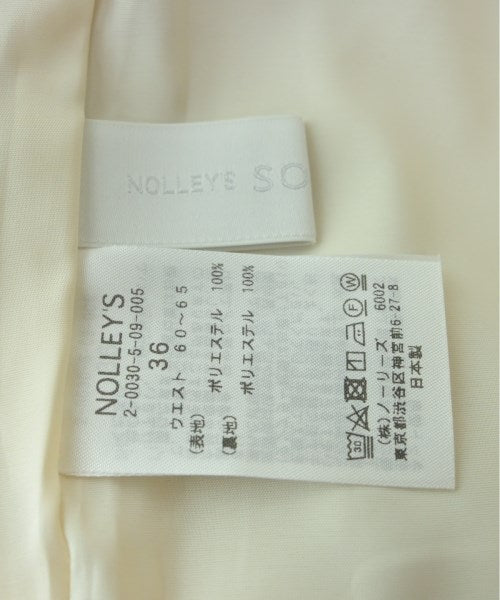 NOLLEY'S SO
NOLLEY'S
2-0030-5-09-005
36
ウエスト 60～65
(表地) ポリエステル 100%
(裏地) ポリエステル 100%
30 F W
(株)ノーリーズ 6002
東京都渋谷区神宮前6-27-8
日本製